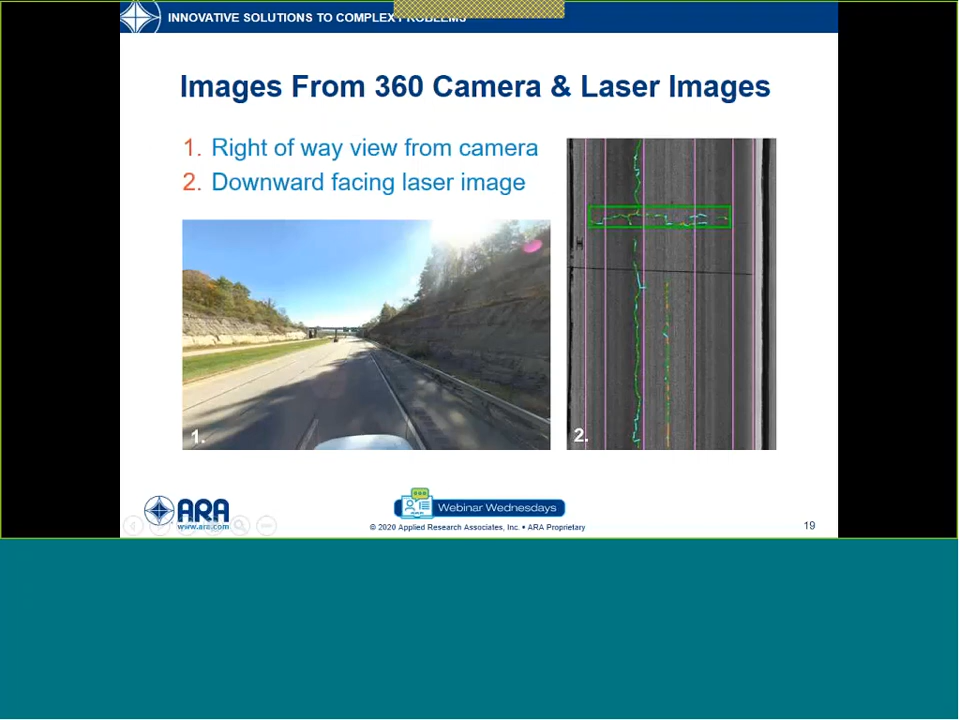 INNOVATIVE SOLUTIONS TO COMPLEX PROBLEMS
Images From 360 Camera & Laser Images
1. Right of way view from camera
2. Downward facing laser image
1.
2.
ARA
www.ara.com
Webinar Wednesdays
© 2020 Applied Research Associates, Inc. • ARA Proprietary
19